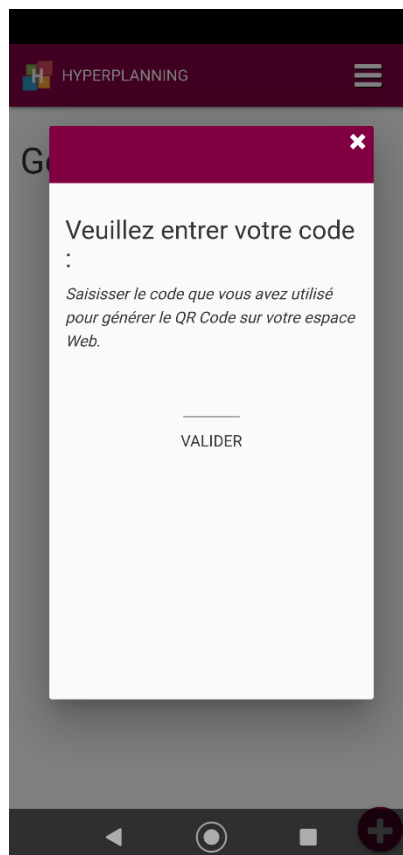 H HYPERPLANNING
Ge
Veuillez entrer votre code
:
Saisisser le code que vous avez utilisé
pour générer le QR Code sur votre espace
Web.
VALIDER